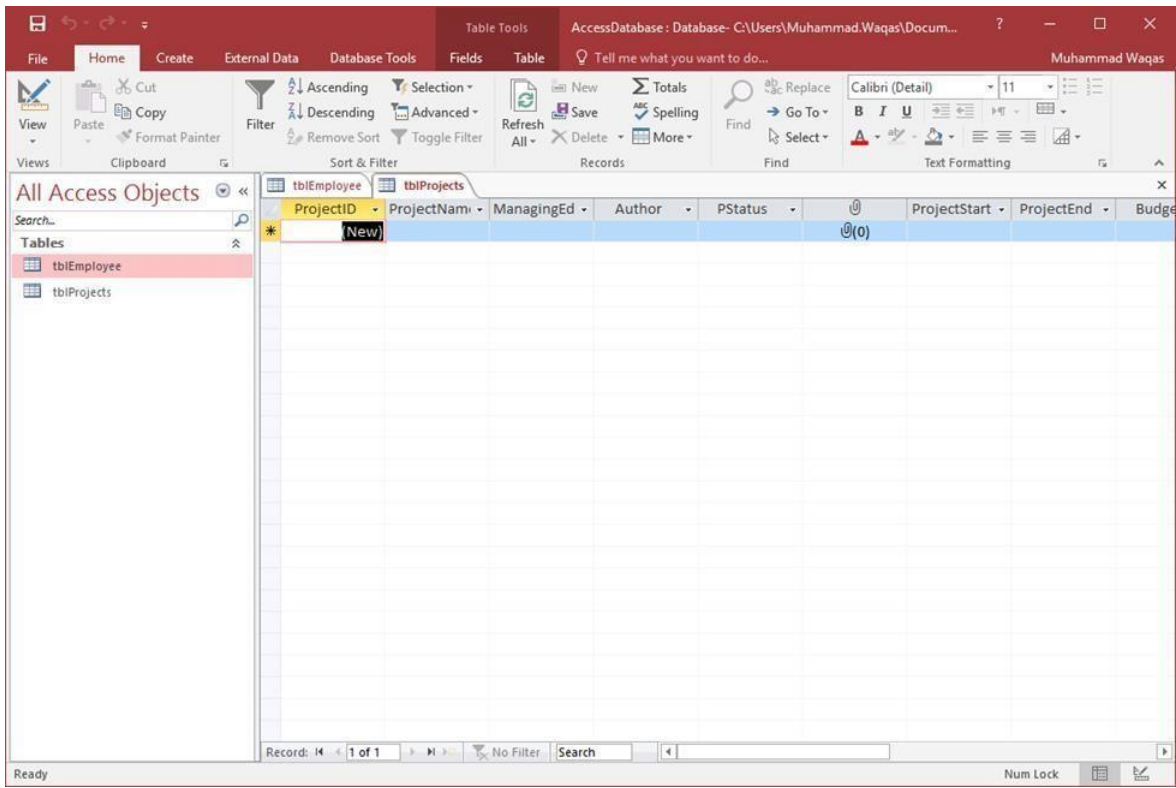 Table Tools AccessDatabase : Database- C:\Users\Muhammad.Waqas\Docum... ?
File Home Create External Data Database Tools Fields Table Tell me what you want to do... Muhammad Waqas
View
Views
Paste
Cut
Copy
Format Painter
Clipboard
Filter
Ascending
Descending
Remove Sort
Selection
Advanced
Toggle Filter
Sort & Filter
Refresh
All
New
Save
Delete
Totals
Spelling
More
Records
Find
Replace
Go To
Select
Find
Calibri (Detail) 11
B I U
Text Formatting
All Access Objects
Search...
Tables
tblEmployee
tblProjects
tblEmployee tblProjects
ProjectID ProjectNam ManagingEd Author PStatus ProjectStart ProjectEnd Budge
(New) (0)
Record: 1 of 1 No Filter Search
Ready Num Lock